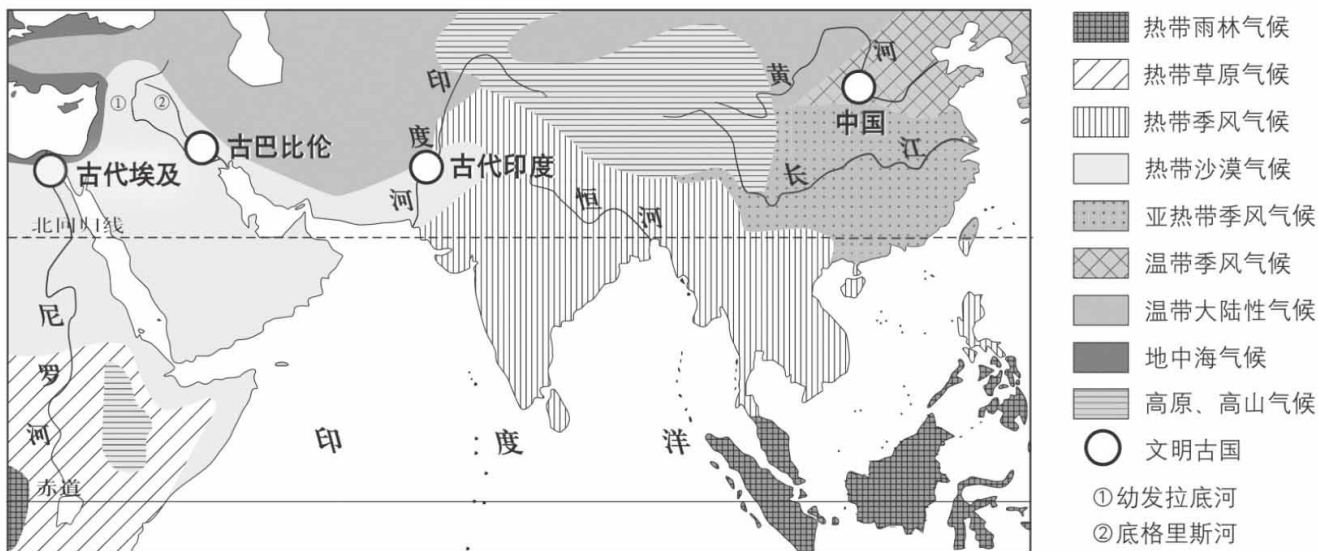 黄
河
中国
印
度
河
①
②
古巴比伦
古代埃及
古代印度
恒
河
长
江
北回归线
尼
罗
河
印
度
洋
赤道
热带雨林气候
热带草原气候
热带季风气候
热带沙漠气候
亚热带季风气候
温带季风气候
温带大陆性气候
地中海气候
高原、高山气候
文明古国
①幼发拉底河
②底格里斯河